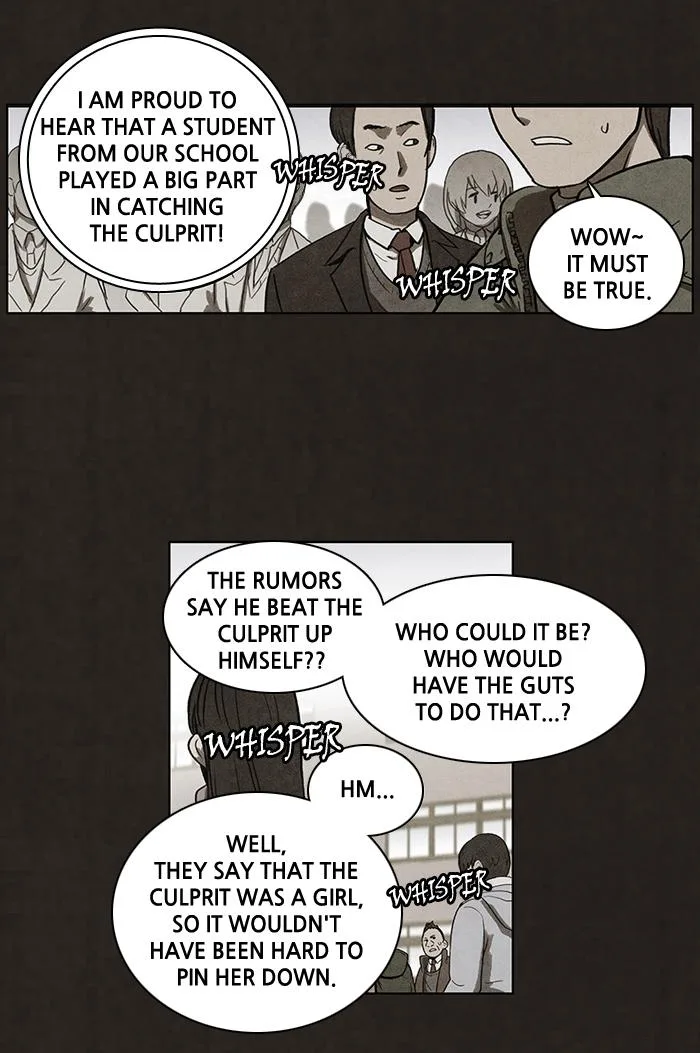 I AM PROUD TO
HEAR THAT A STUDENT
FROM OUR SCHOOL
PLAYED A BIG PART
IN CATCHING
THE CULPRIT!
WHISPER
WHISPER
WOW~
IT MUST
BE TRUE.
THE RUMORS
SAY HE BEAT THE
CULPRIT UP
HIMSELF??
WHO COULD IT BE?
WHO WOULD
HAVE THE GUTS
TO DO THAT...?
WHISPER
HM...
WELL,
THEY SAY THAT THE
CULPRIT WAS A GIRL,
SO IT WOULDN'T
HAVE BEEN HARD TO
PIN HER DOWN.
WHISPER